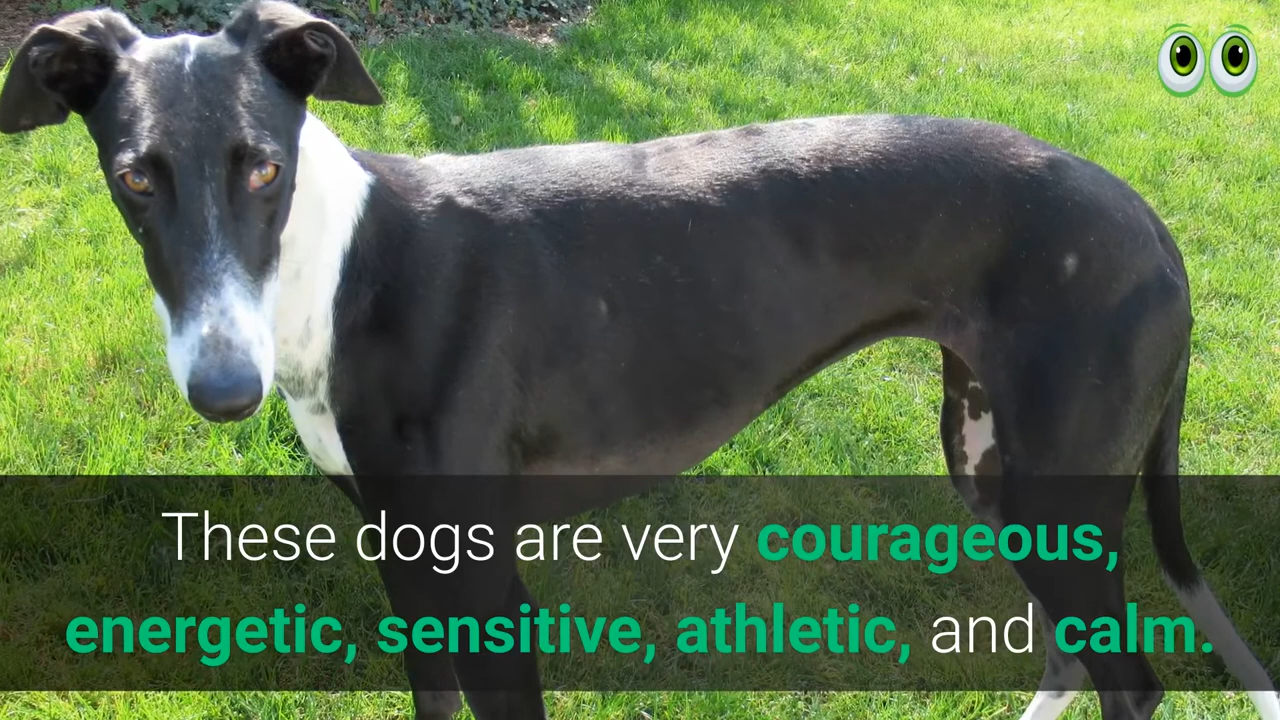 These dogs are very courageous,
energetic, sensitive, athletic, and calm.